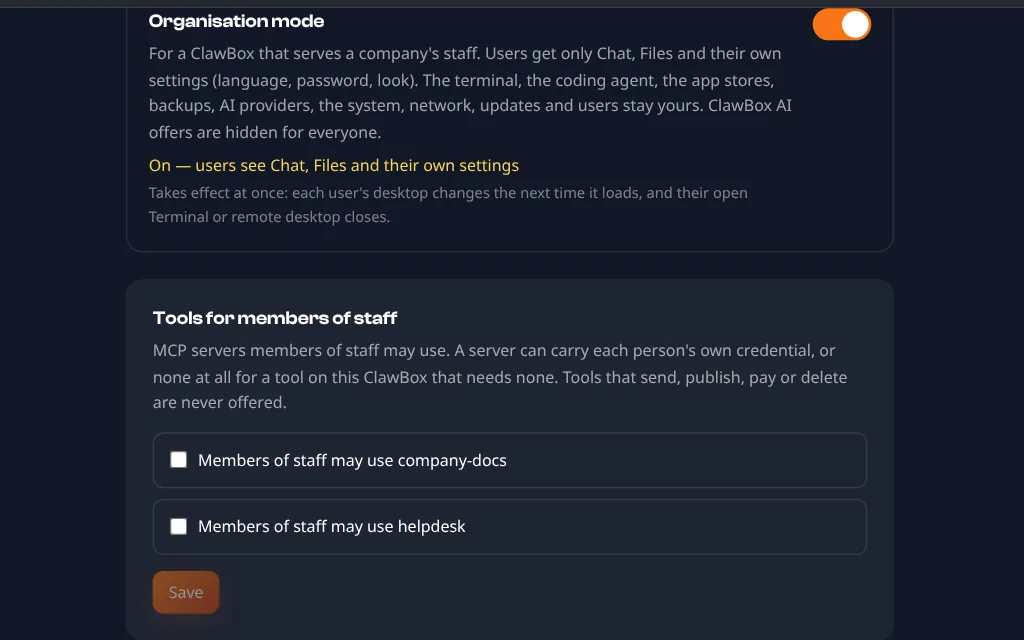 Organisation mode
For a ClawBox that serves a company's staff. Users get only Chat, Files and their own
settings (language, password, look). The terminal, the coding agent, the app stores,
backups, AI providers, the system, network, updates and users stay yours. ClawBox AI
offers are hidden for everyone.
On — users see Chat, Files and their own settings
Takes effect at once: each user's desktop changes the next time it loads, and their open
Terminal or remote desktop closes.
Tools for members of staff
MCP servers members of staff may use. A server can carry each person's own credential, or
none at all for a tool on this ClawBox that needs none. Tools that send, publish, pay or delete
are never offered.
Members of staff may use company-docs
Members of staff may use helpdesk
Save